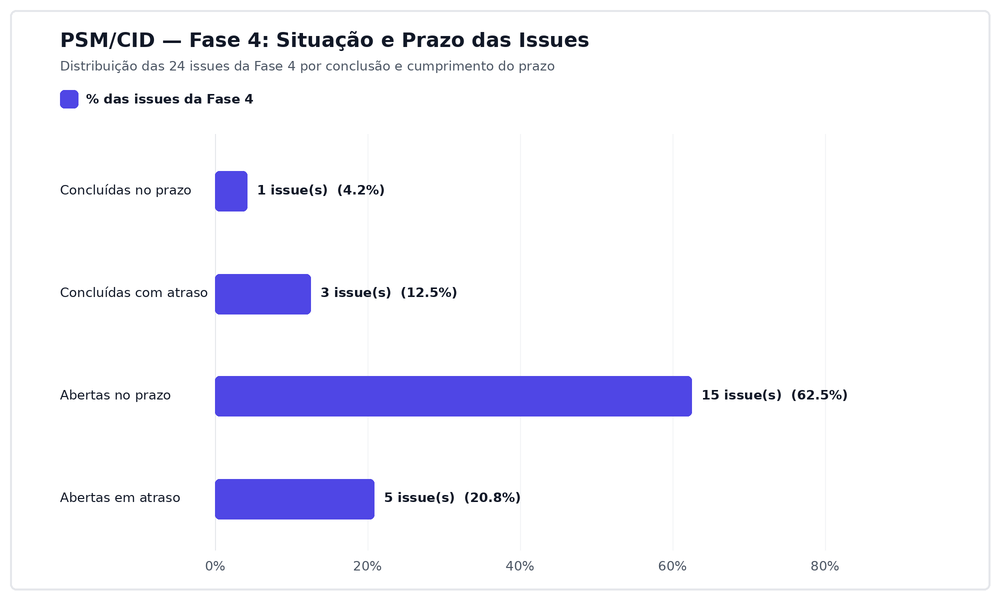 PSM/CID — Fase 4: Situação e Prazo das Issues
Distribuição das 24 issues da Fase 4 por conclusão e cumprimento do prazo
% das issues da Fase 4
Concluídas no prazo
1 issue(s) (4.2%)
Concluídas com atraso
3 issue(s) (12.5%)
Abertas no prazo
15 issue(s) (62.5%)
Abertas em atraso
5 issue(s) (20.8%)
0% 20% 40% 60% 80%